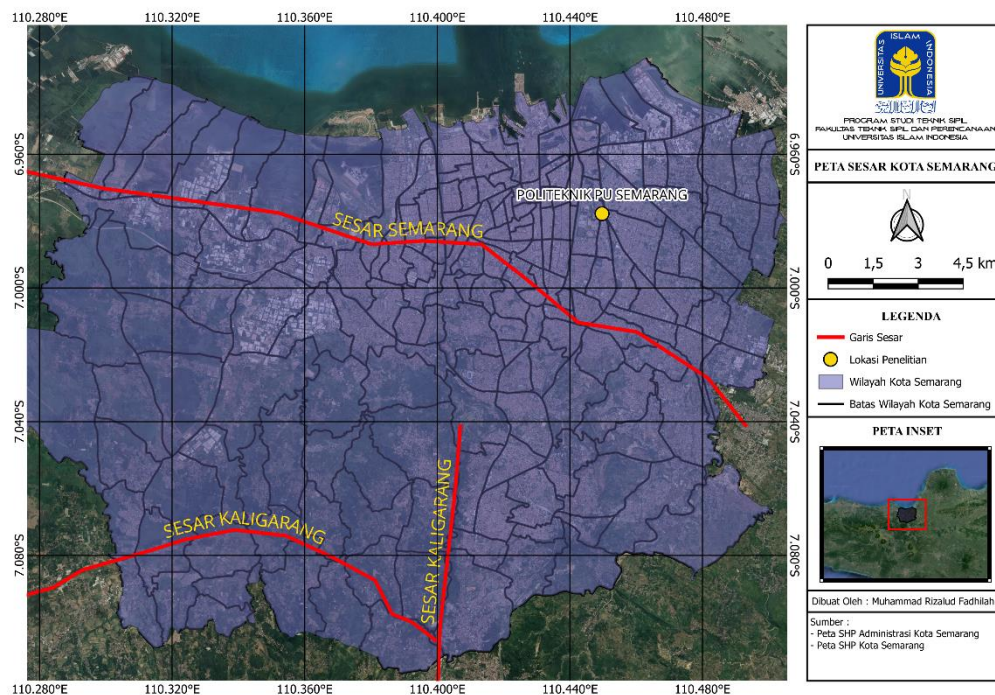 110.280°E 110.320°E 110.360°E 110.400°E 110.440°E 110.480°E
6.960°S
7.000°S
7.040°S
7.080°S
POLITEKNIK PU SEMARANG
SESAR SEMARANG
SESAR KALIGARANG
SESAR KALIGARANG
6.960°S
7.000°S
7.040°S
7.080°S
110.280°E 110.320°E 110.360°E 110.400°E 110.440°E 110.480°E
UNIVERSITAS ISLAM INDONESIA
PROGRAM STUDI TEKNIK SIPIL
FAKULTAS TEKNIK SIPIL DAN PERENCANAAN
UNIVERSITAS ISLAM INDONESIA
PETA SESAR KOTA SEMARANG
N
0 1,5 3 4,5 km
LEGENDA
Garis Sesar
Lokasi Penelitian
Wilayah Kota Semarang
Batas Wilayah Kota Semarang
PETA INSET
Dibuat Oleh : Muhammad Rizalud Fadhilah
Sumber :
- Peta SHP Administrasi Kota Semarang
- Peta SHP Kota Semarang